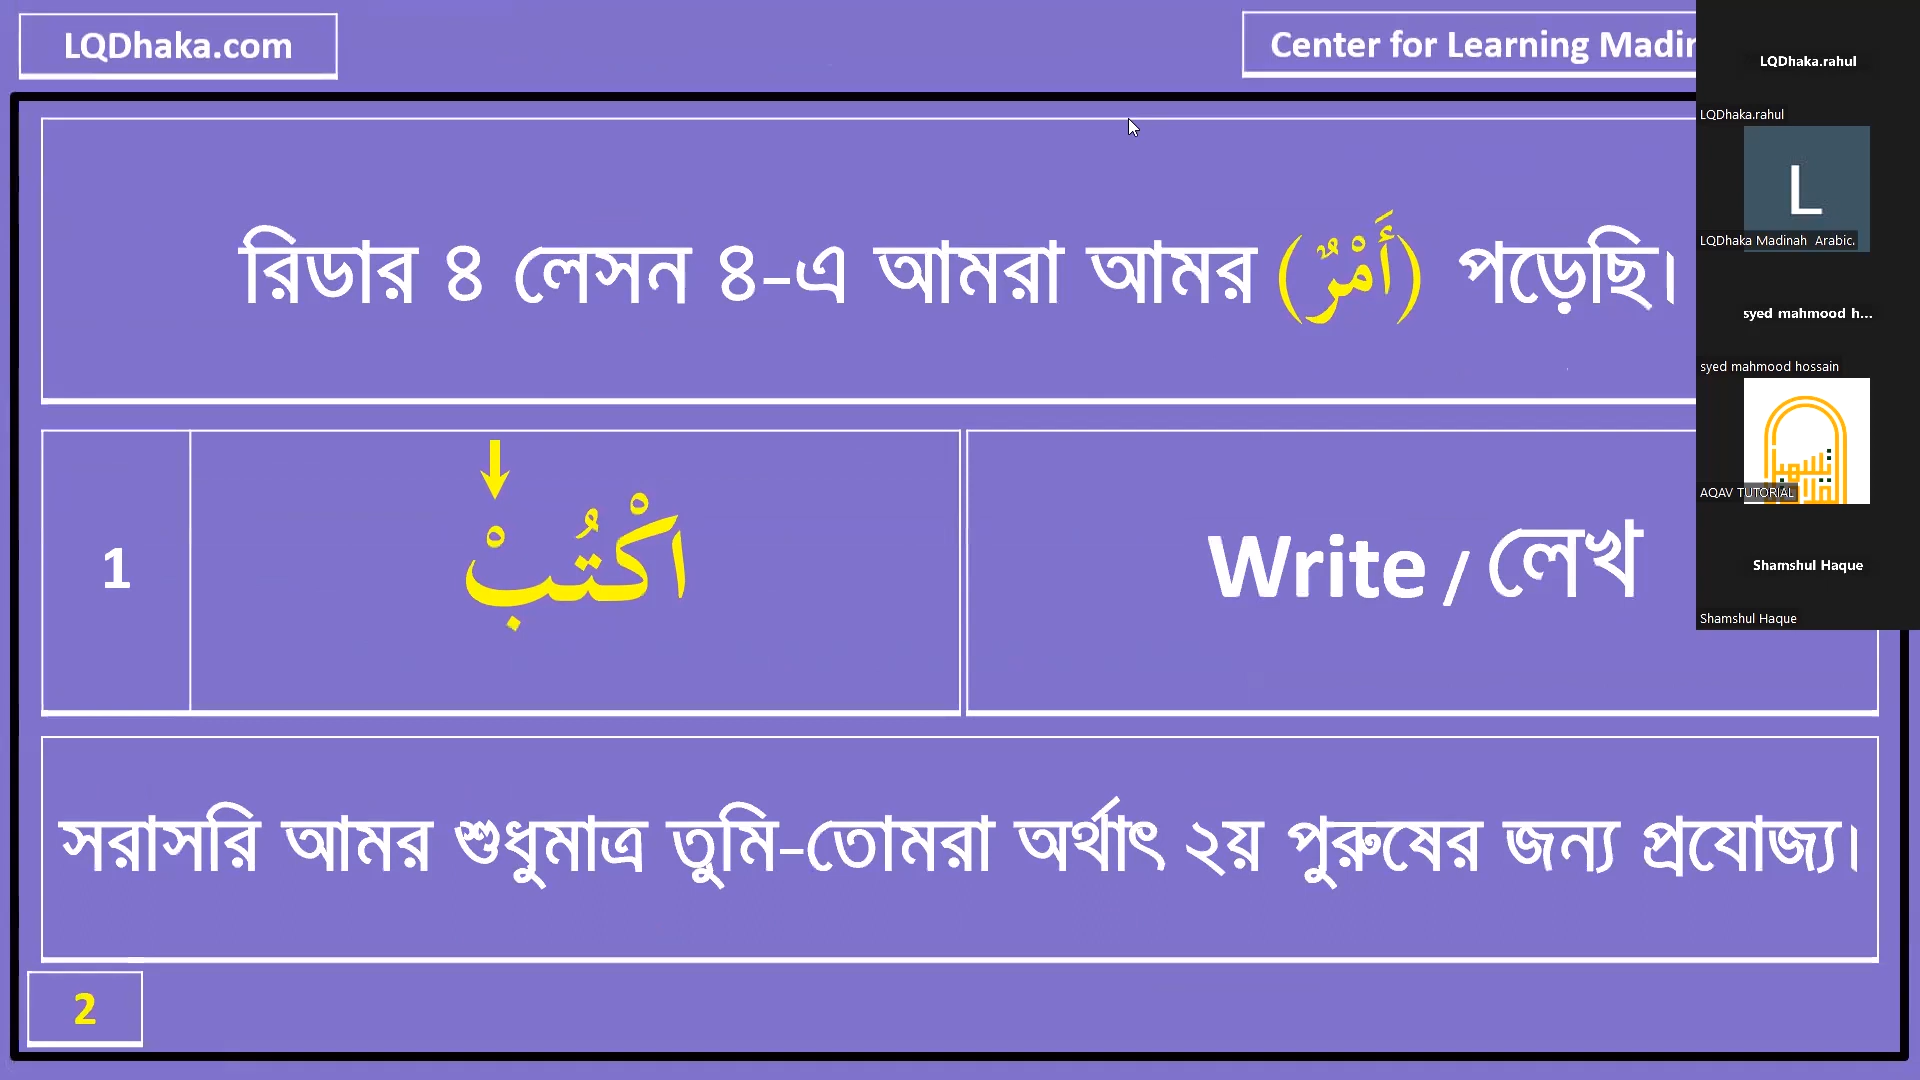 LQDhaka.com
Center for Learning Madin
রিডার ৪ লেসন ৪-এ আমরা আমর (أَمْرٌ) পড়েছি।
1
اكْتُبْ
Write / লেখ
সরাসরি আমর শুধুমাত্র তুমি-তোমরা অর্থাৎ ২য় পুরুষের জন্য প্রযোজ্য।
2
LQDhaka.rahul
LQDhaka.rahul
L
LQDhaka Madinah Arabic.
syed mahmood h...
syed mahmood hossain
AQAV TUTORIAL
Shamshul Haque
Shamshul Haque